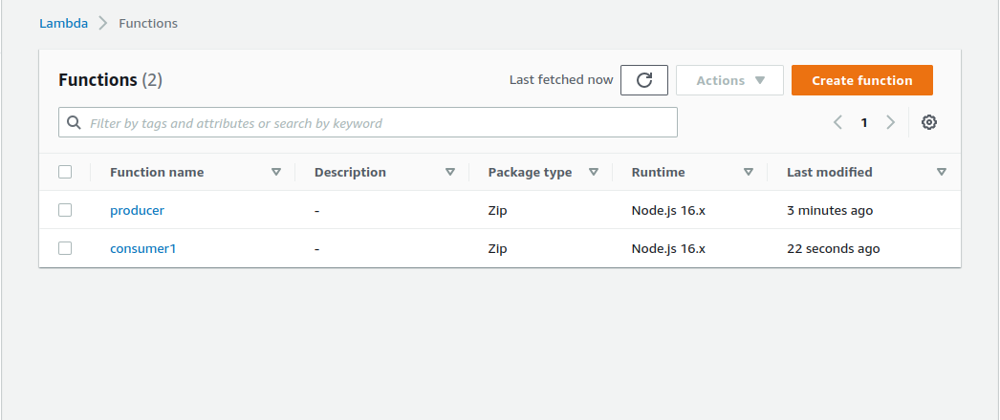 Lambda Functions
Functions (2) Last fetched now Actions Create function
Filter by tags and attributes or search by keyword 1
Function name Description Package type Runtime Last modified
producer - Zip Node.js 16.x 3 minutes ago
consumer1 - Zip Node.js 16.x 22 seconds ago